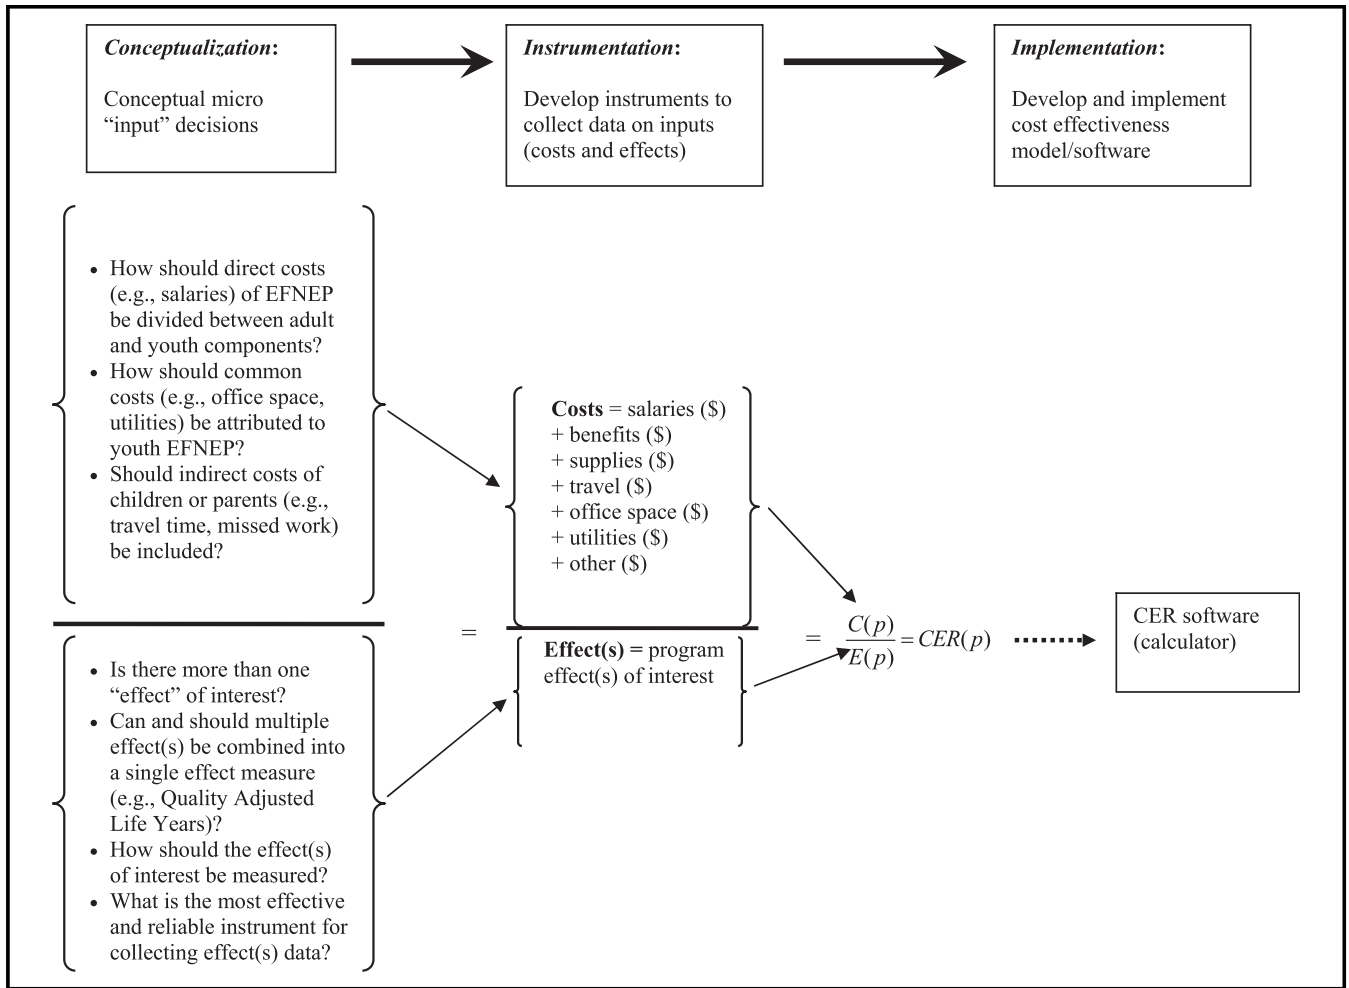 Conceptualization:
Conceptual micro
“input” decisions
Instrumentation:
Develop instruments to
collect data on inputs
(costs and effects)
Implementation:
Develop and implement
cost effectiveness
model/software
• How should direct costs
(e.g., salaries) of EFNEP
be divided between adult
and youth components?
• How should common
costs (e.g., office space,
utilities) be attributed to
youth EFNEP?
• Should indirect costs of
children or parents (e.g.,
travel time, missed work)
be included?
• Is there more than one
“effect” of interest?
• Can and should multiple
effect(s) be combined into
a single effect measure
(e.g., Quality Adjusted
Life Years)?
• How should the effect(s)
of interest be measured?
• What is the most effective
and reliable instrument for
collecting effect(s) data?
=
Costs = salaries ($)
+ benefits ($)
+ supplies ($)
+ travel ($)
+ office space ($)
+ utilities ($)
+ other ($)
Effect(s) = program
effect(s) of interest
=
C(p)
E(p)
= CER(p)
CER software
(calculator)